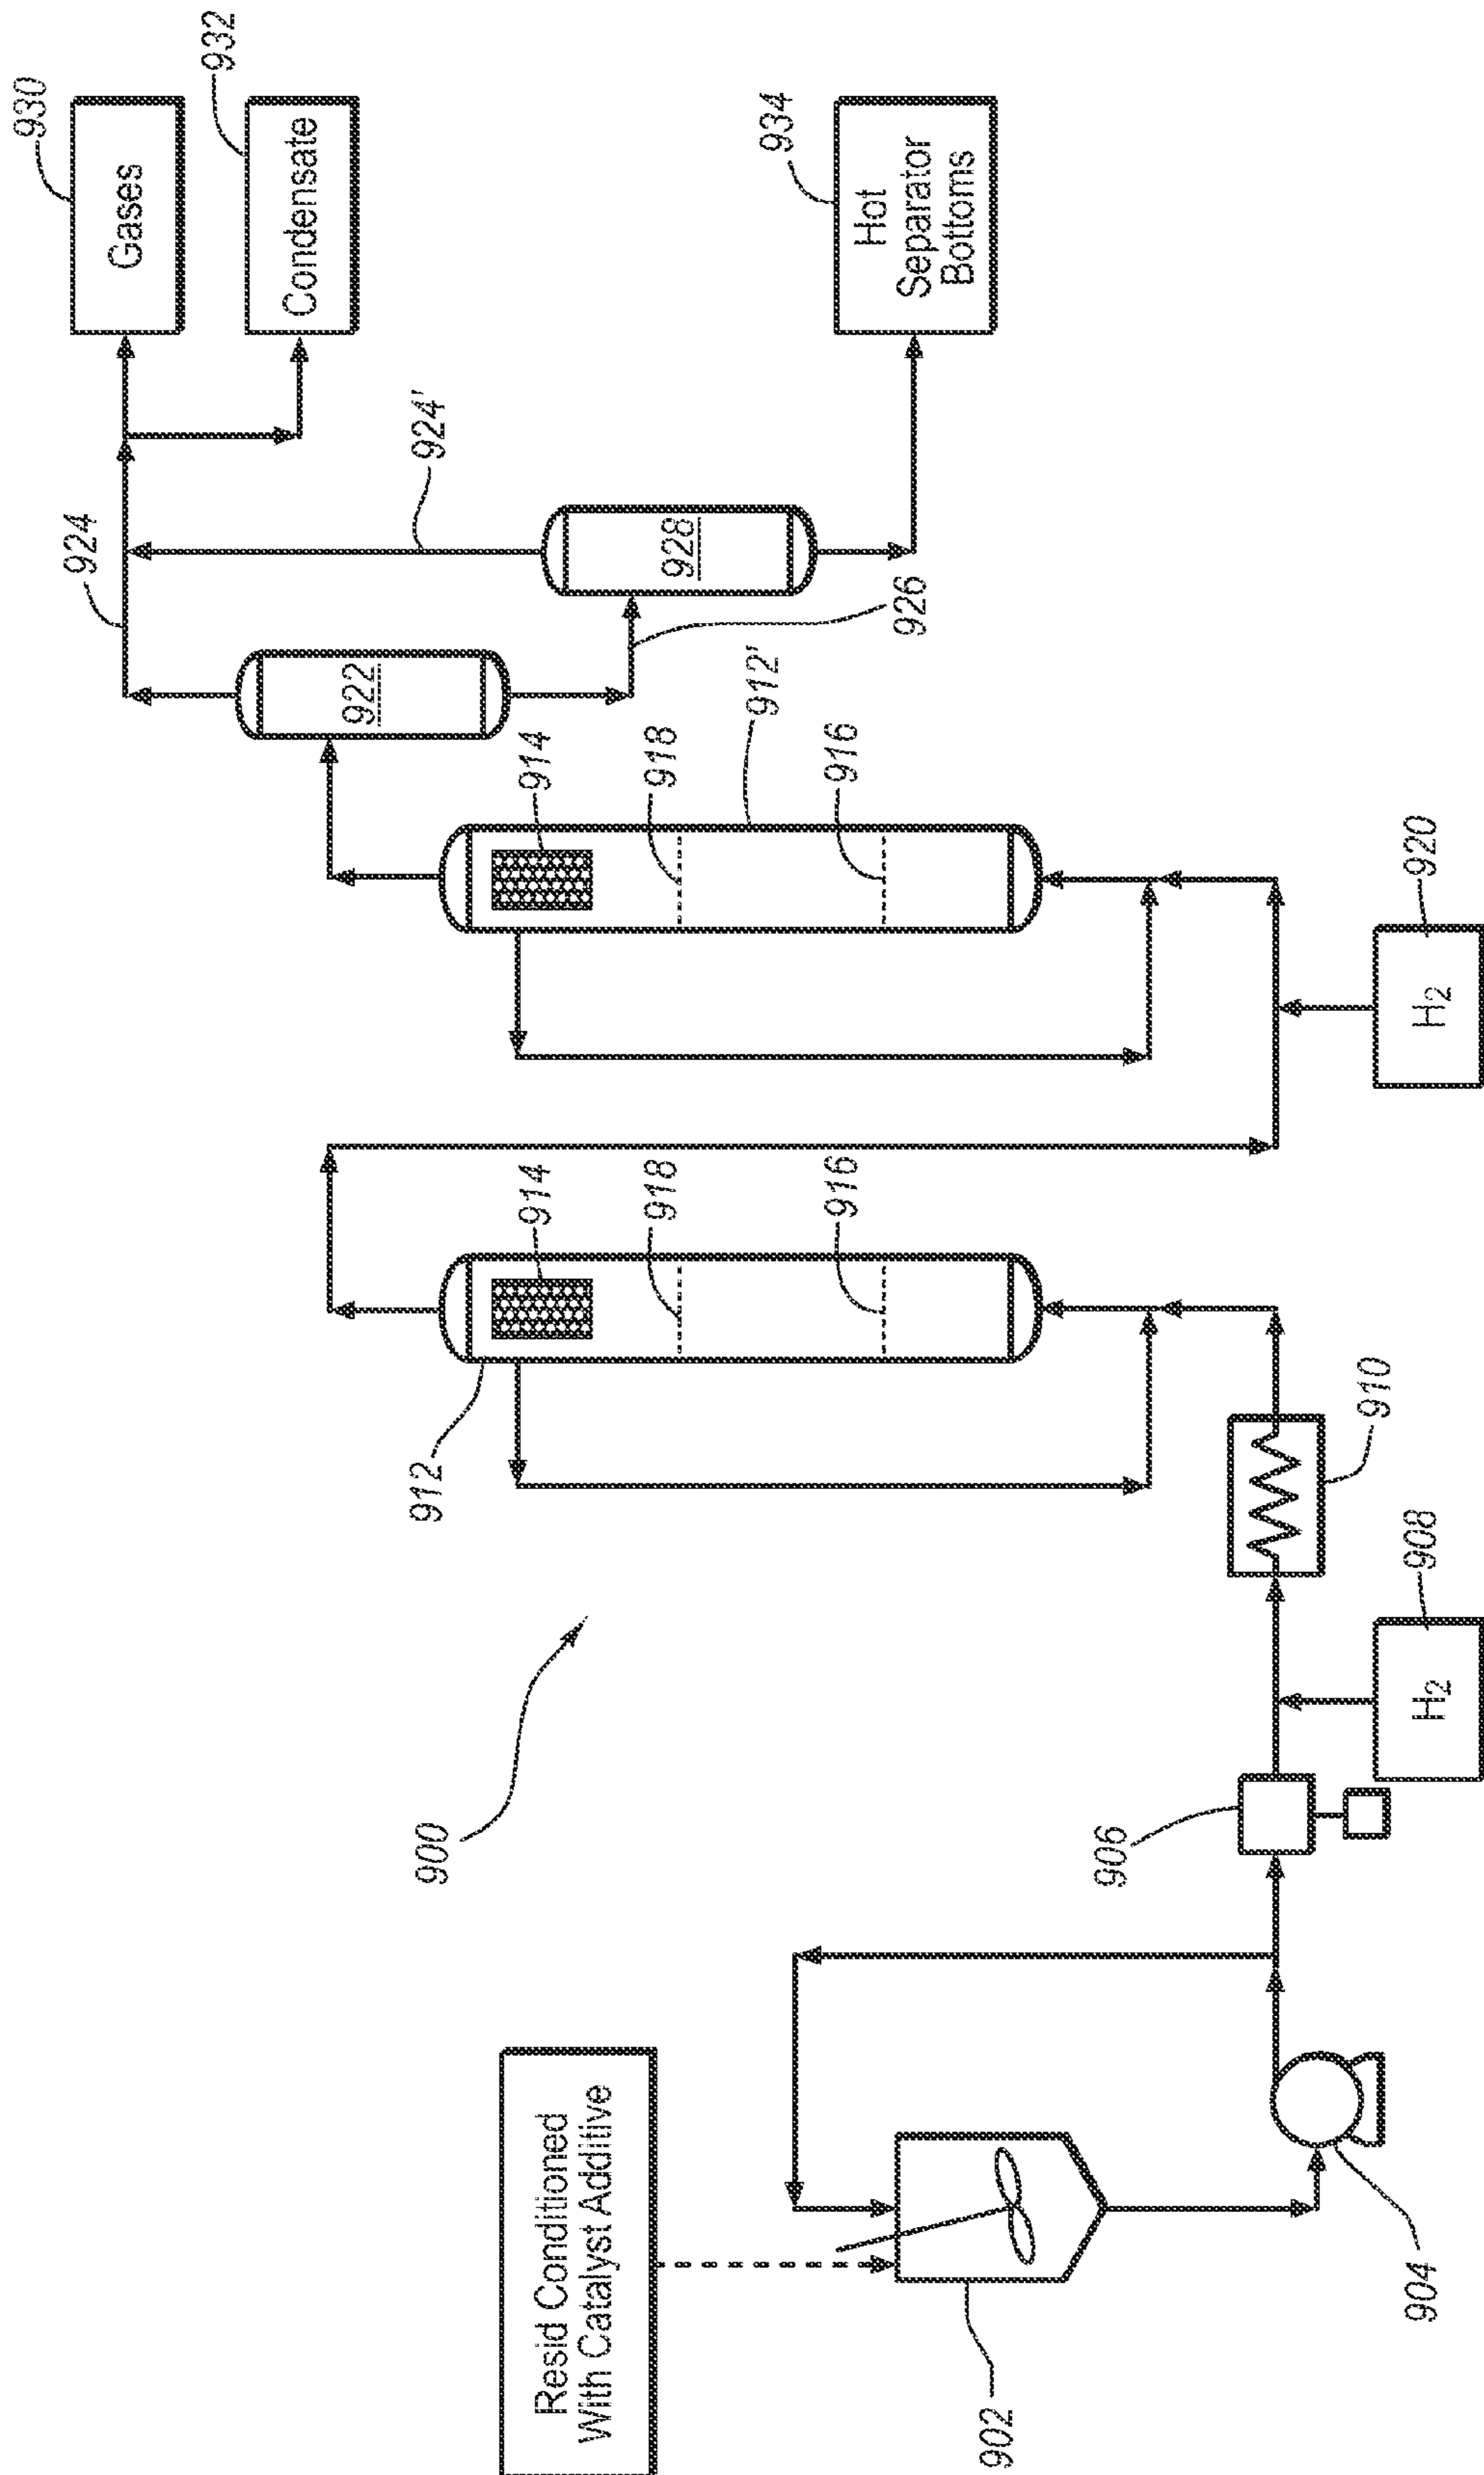 Resid Conditioned
With Catalyst Additive
902
904
900
906
H2
908
910
912
914
918
916
H2
920
914
918
916
912'
922
924
926
928
924'
Gases
930
Condensate
932
Hot
Separator
Bottoms
934